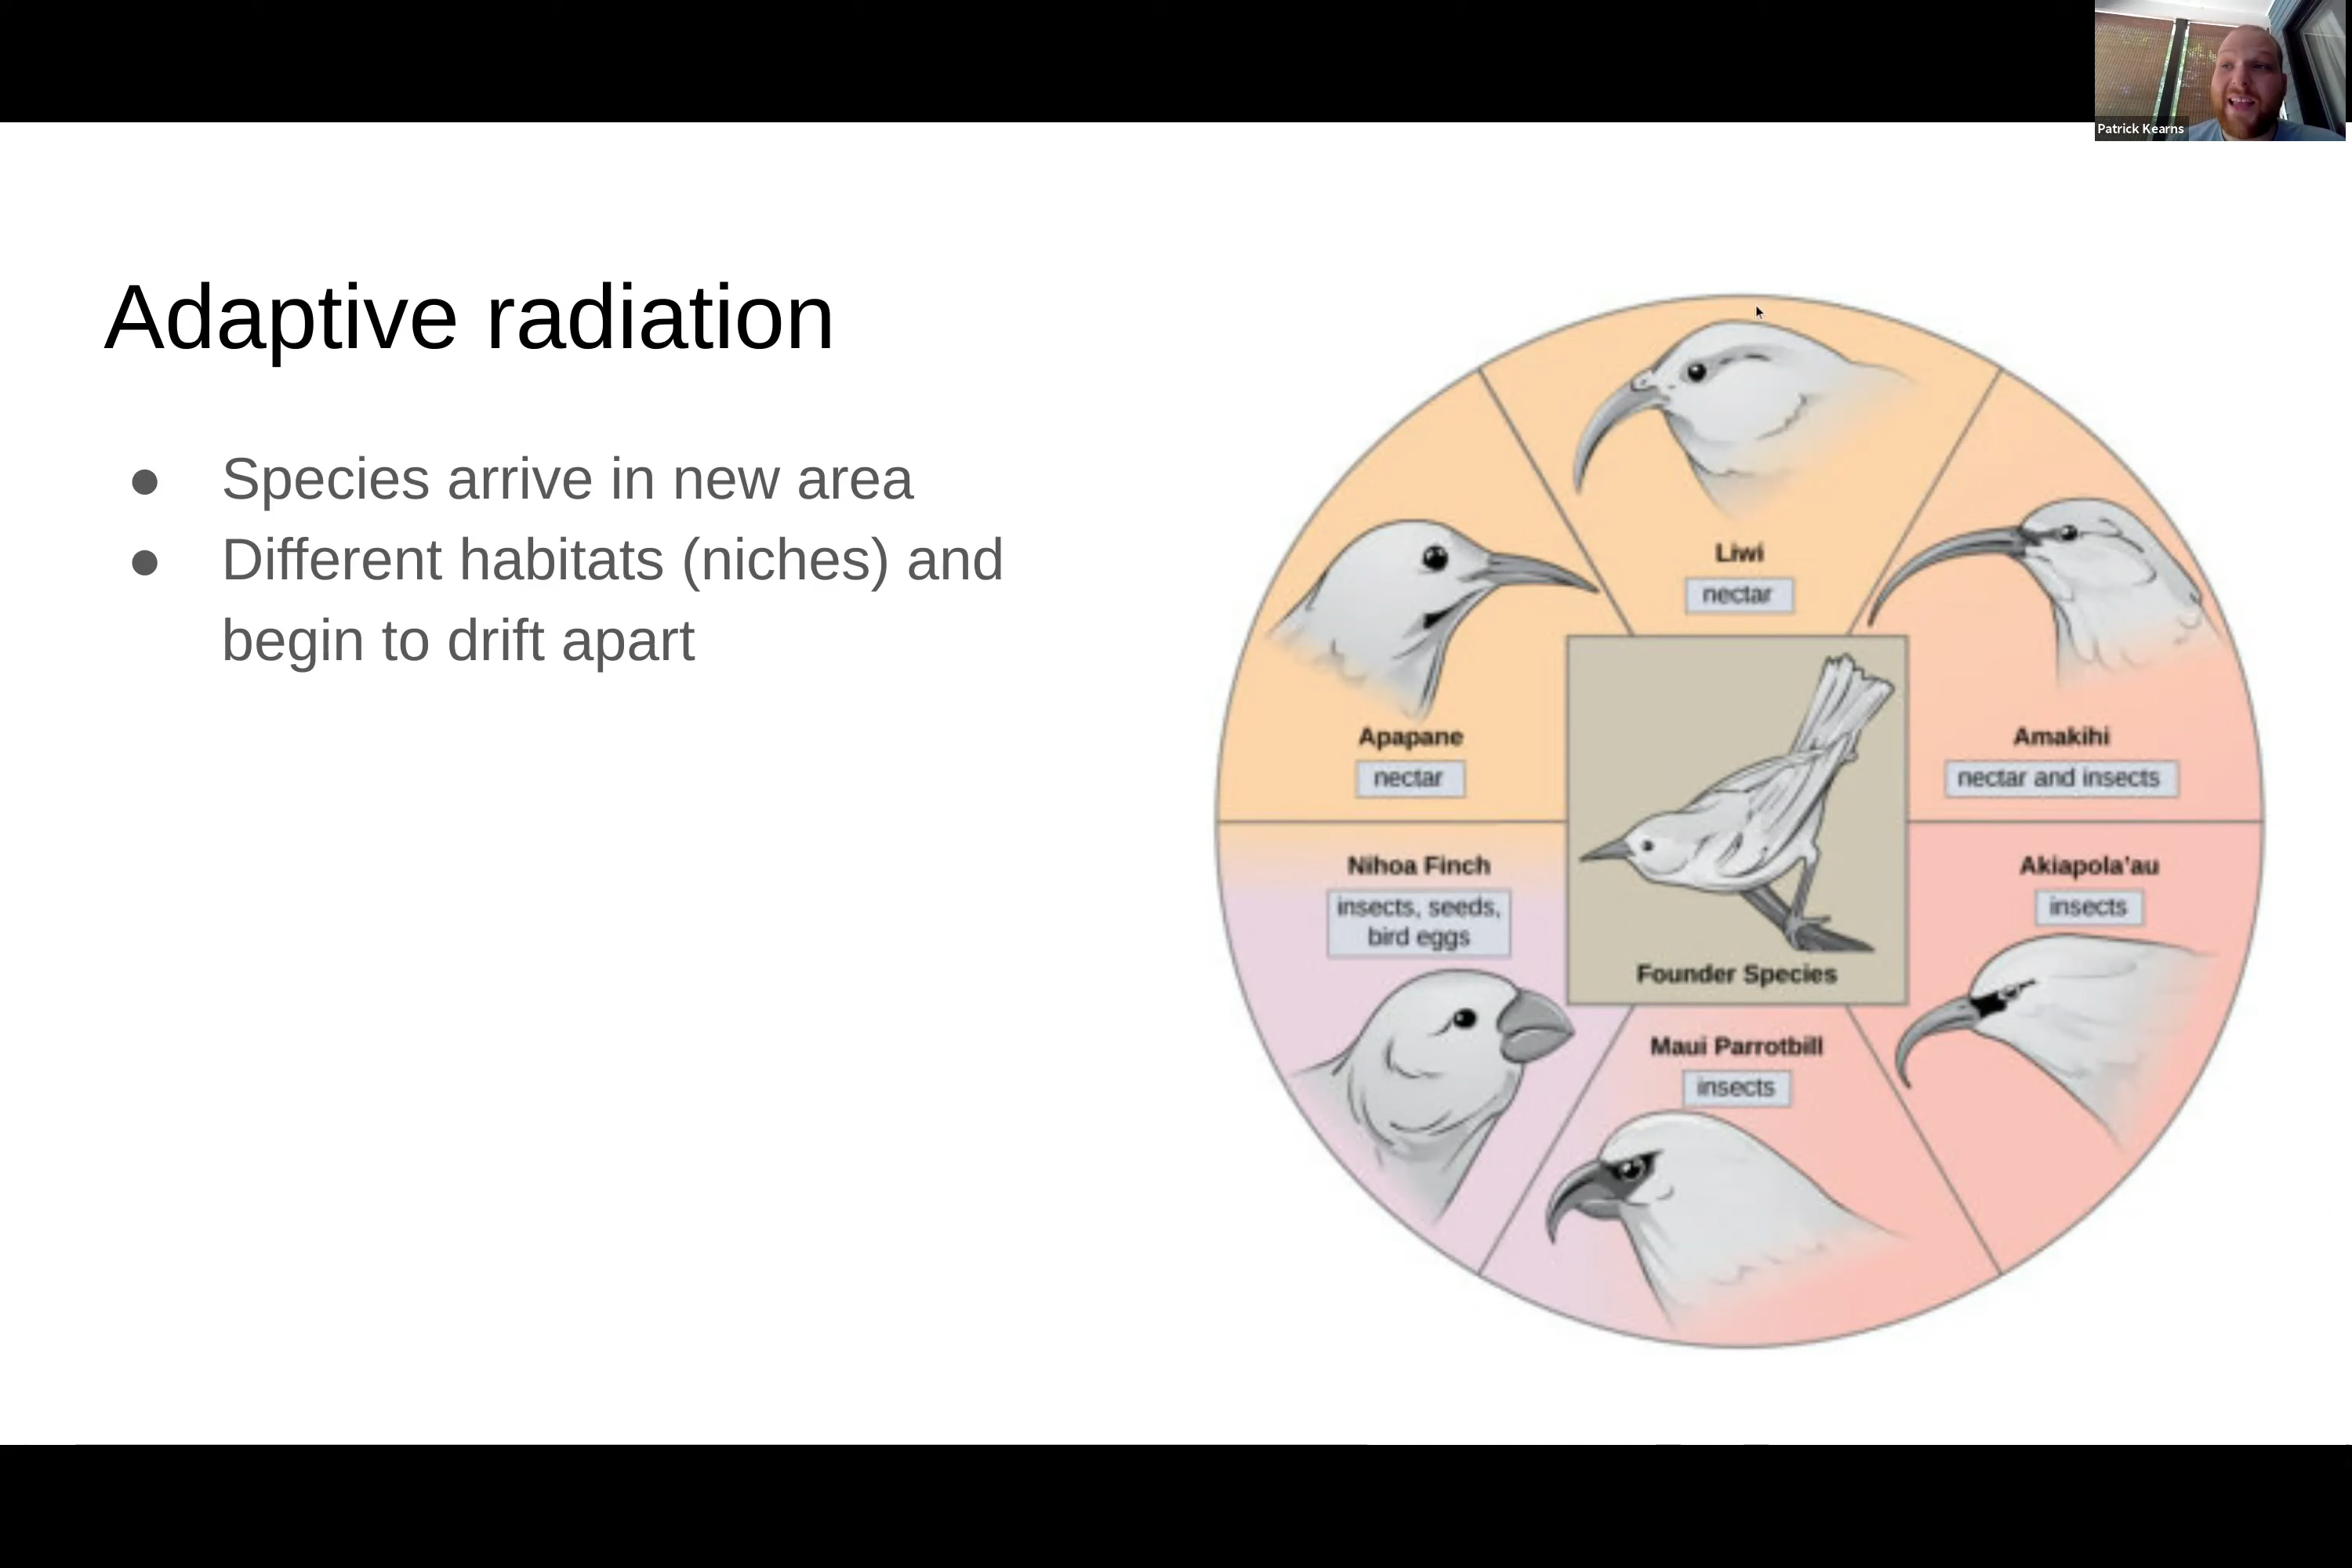 Patrick Kearns
Adaptive radiation
● Species arrive in new area
● Different habitats (niches) and
begin to drift apart
Liwi
nectar
Apapane
nectar
Amakihi
nectar and insects
Nihoa Finch
insects, seeds,
bird eggs
Akiapola'au
insects
Founder Species
Maui Parrotbill
insects